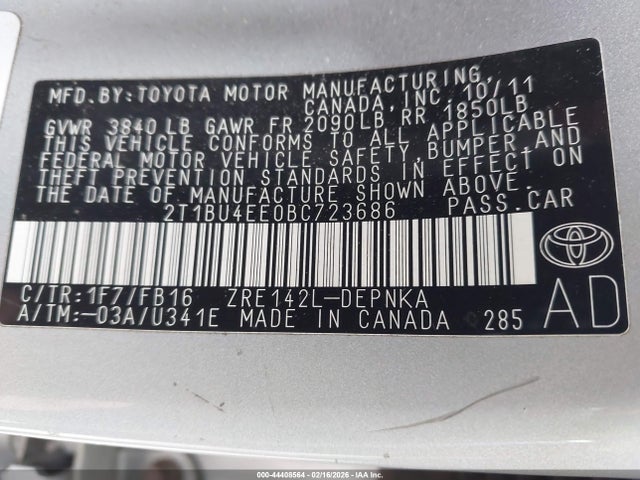 MFD. BY: TOYOTA MOTOR MANUFACTURING,
CANADA, INC. 10/11
GVWR 3840 LB GAWR FR 2090LB RR 1850LB
THIS VEHICLE CONFORMS TO ALL APPLICABLE
FEDERAL MOTOR VEHICLE SAFETY, BUMPER, AND
THEFT PREVENTION STANDARDS IN EFFECT ON
THE DATE OF MANUFACTURE SHOWN ABOVE.
2T1BU4EE0BC723686 PASS. CAR
C/TR: 1F7/FB16 ZRE142L-DEPNKA
A/TM: -03A/U341E MADE IN CANADA 285
AD
000-44408564 02/16/2026 IAA Inc.